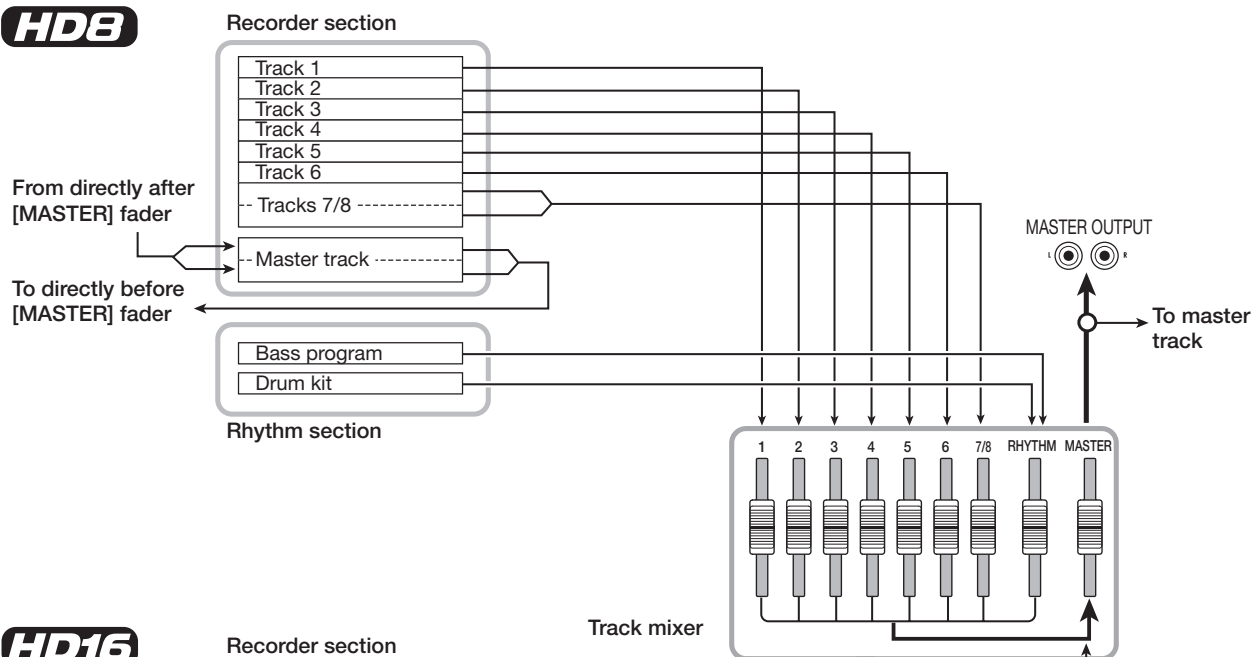 HD8
Recorder section
Track 1
Track 2
Track 3
Track 4
Track 5
Track 6
Tracks 7/8
Master track
From directly after
[MASTER] fader
To directly before
[MASTER] fader
Bass program
Drum kit
Rhythm section
MASTER OUTPUT
L
R
To master
track
1 2 3 4 5 6 7/8 RHYTHM MASTER
Track mixer
HD16
Recorder section